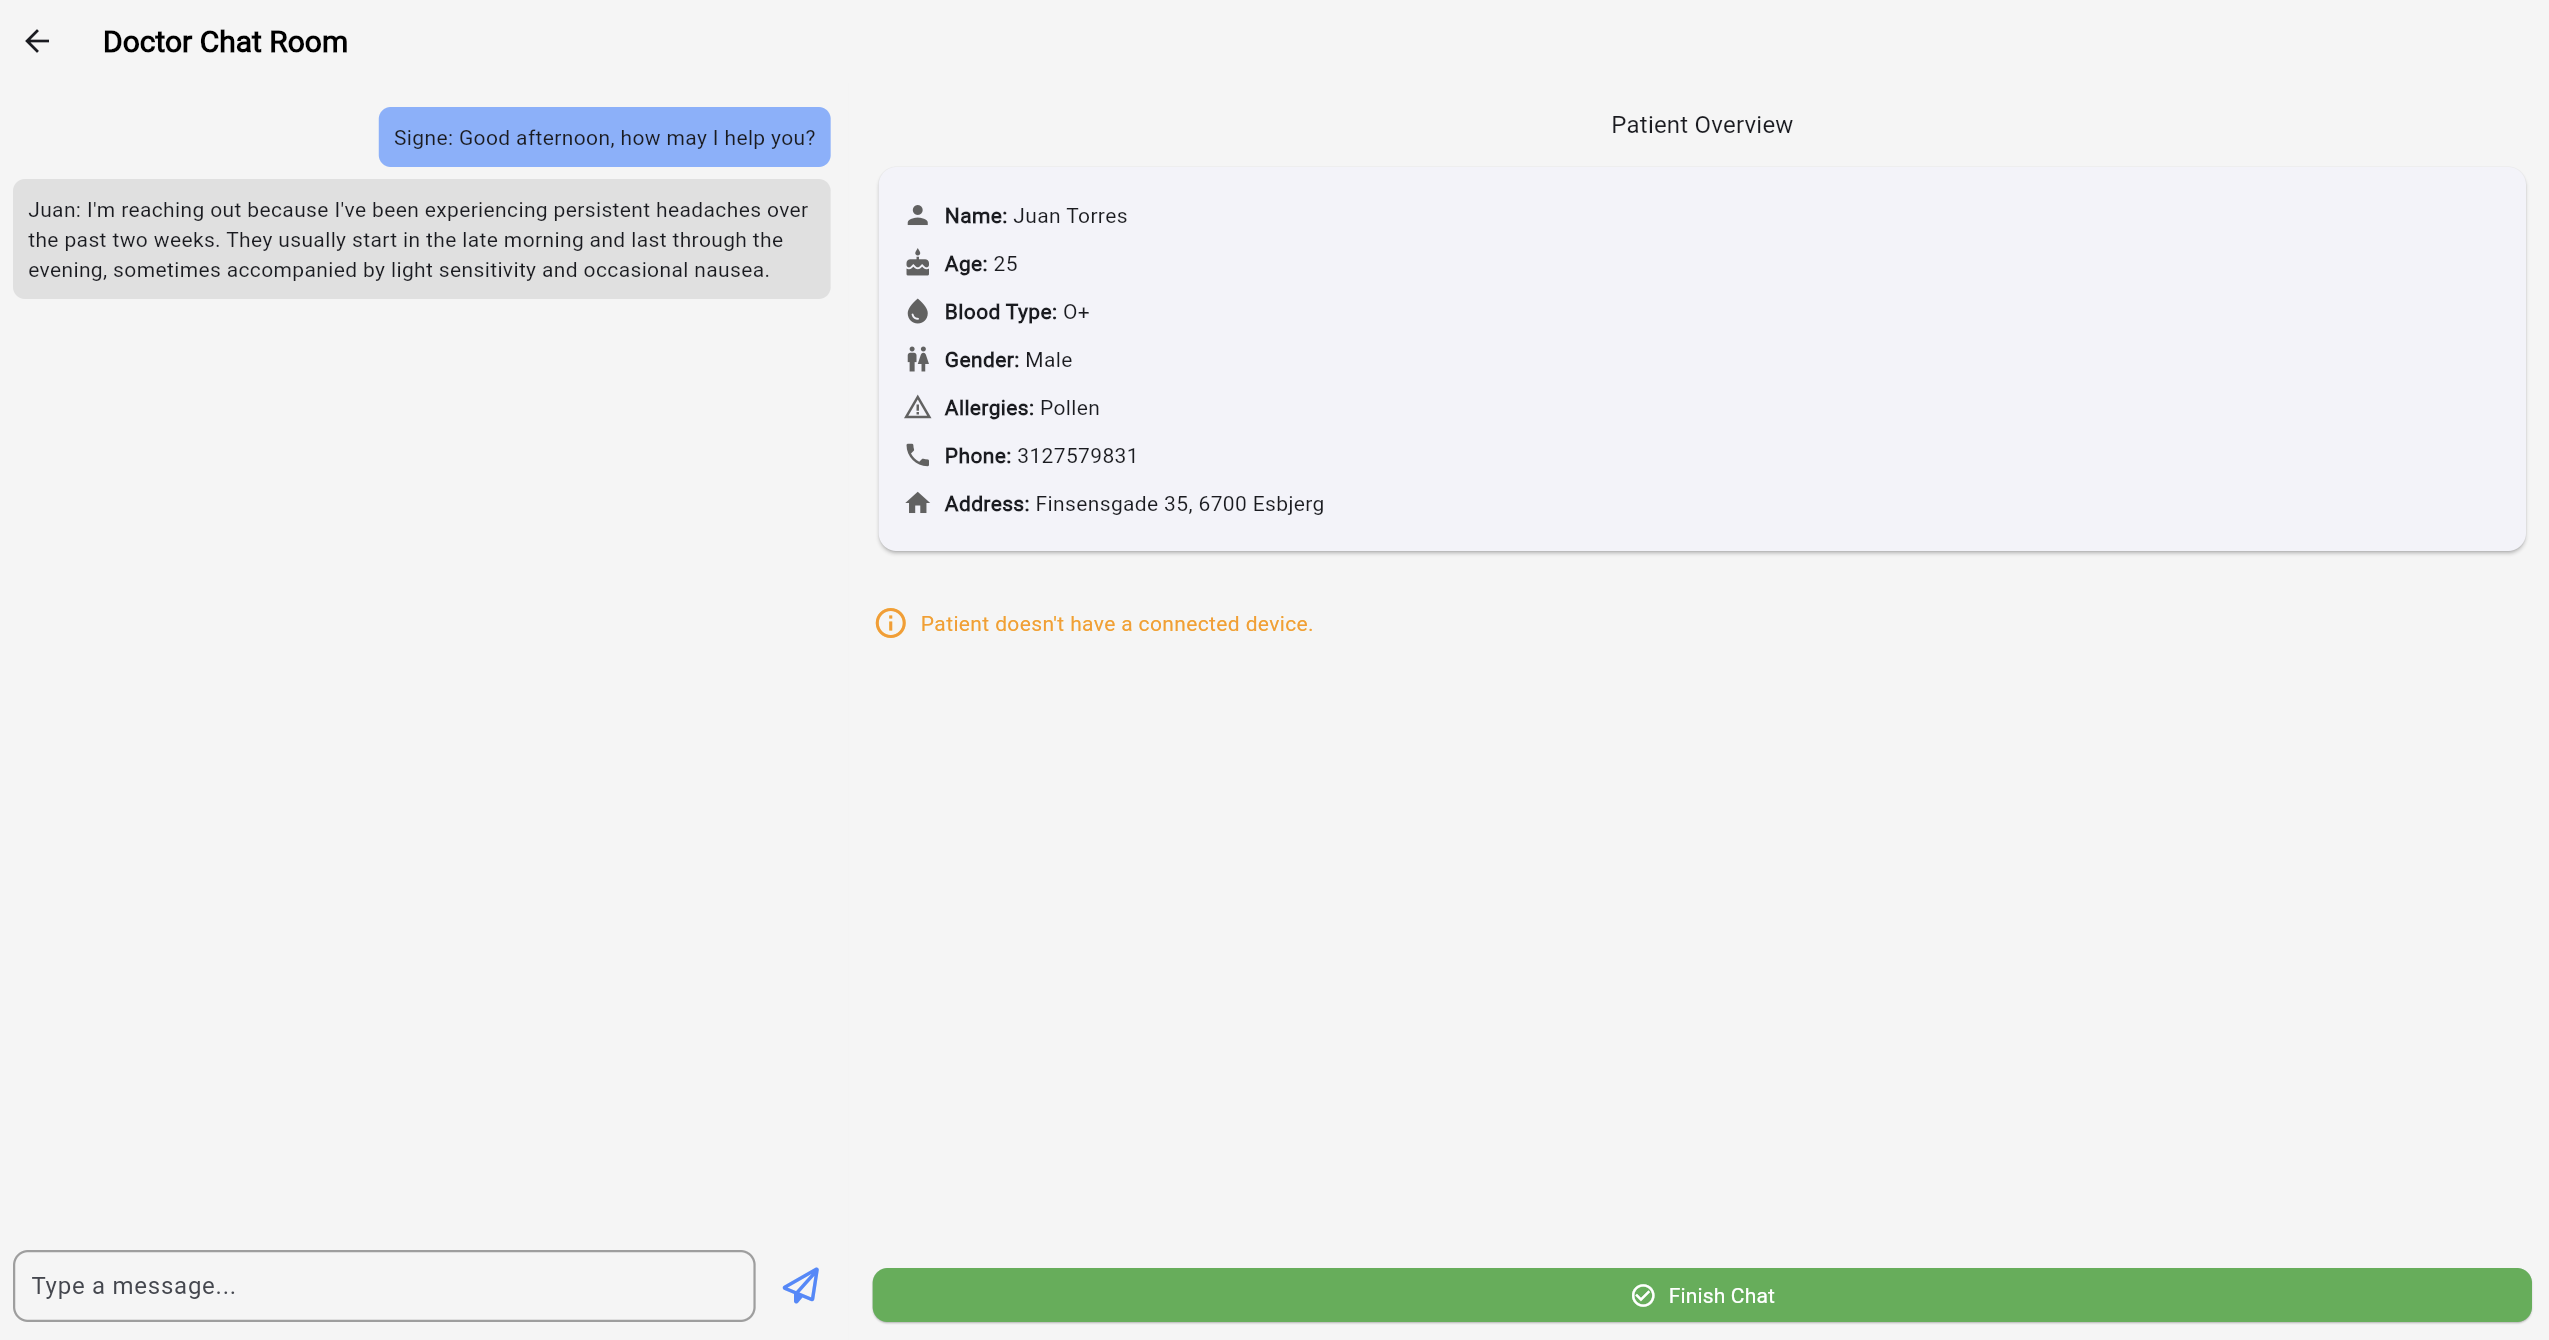 Doctor Chat Room
Signe: Good afternoon, how may I help you?
Juan: I'm reaching out because I've been experiencing persistent headaches over
the past two weeks. They usually start in the late morning and last through the
evening, sometimes accompanied by light sensitivity and occasional nausea.
Type a message...
Patient Overview
Name: Juan Torres
Age: 25
Blood Type: O+
Gender: Male
Allergies: Pollen
Phone: 3127579831
Address: Finsensgade 35, 6700 Esbjerg
Patient doesn't have a connected device.
Finish Chat